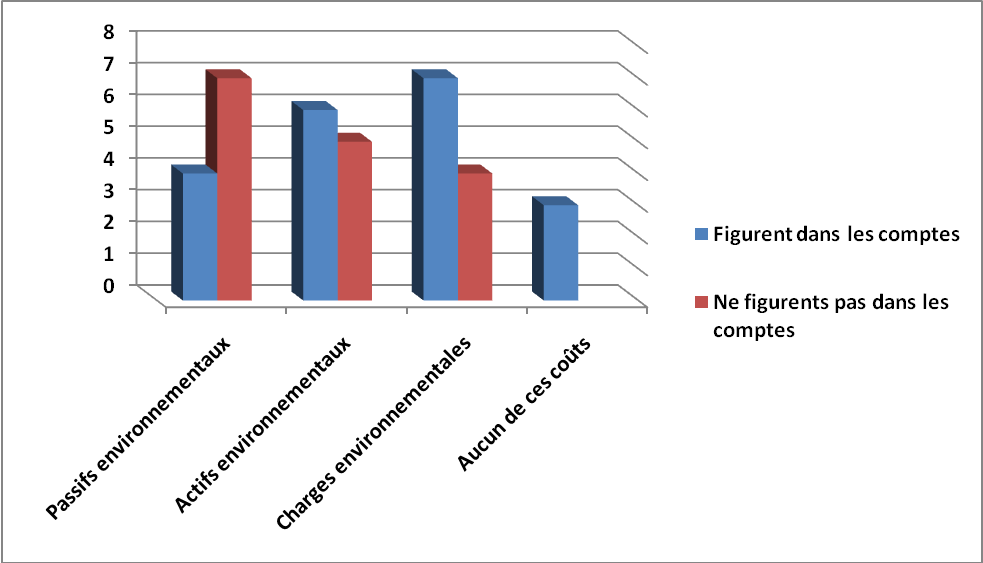 8
7
6
5
4
3
2
1
0
Passifs environnementaux
Actifs environnementaux
Charges environnementales
Aucun de ces coûts
Figurent dans les comptes
Ne figurents pas dans les
comptes